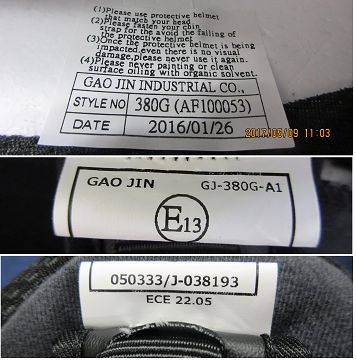 (1)Please use protective helmet
that match your head
(2)Please fasten your chin
strap for the avoid the falling of
the protective helmet
(3)Once the protective helmet is being
impacted,even there is no visual
damage,please never use it again.
(4)Please never painting or clean
surface oiling with organic solvent.
GAO JIN INDUSTRIAL CO.,
STYLE NO 380G (AF100053)
DATE 2016/01/26
2017/09/09 11:03
GAO JIN GJ-380G-A1
E13
050333/J-038193
ECE 22.05